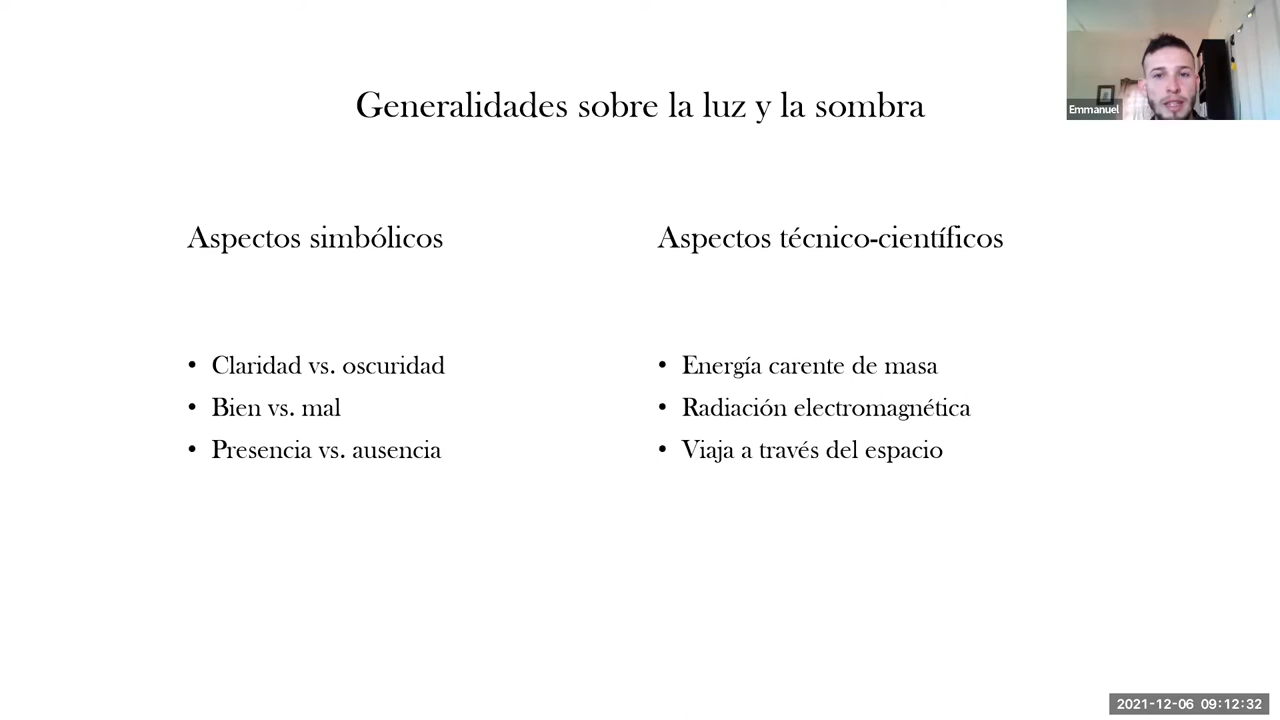 Generalidades sobre la luz y la sombra
Emmanuel
Aspectos simbólicos
• Claridad vs. oscuridad
• Bien vs. mal
• Presencia vs. ausencia
Aspectos técnico-científicos
• Energía carente de masa
• Radiación electromagnética
• Viaja a través del espacio
2021-12-06 09:12:32